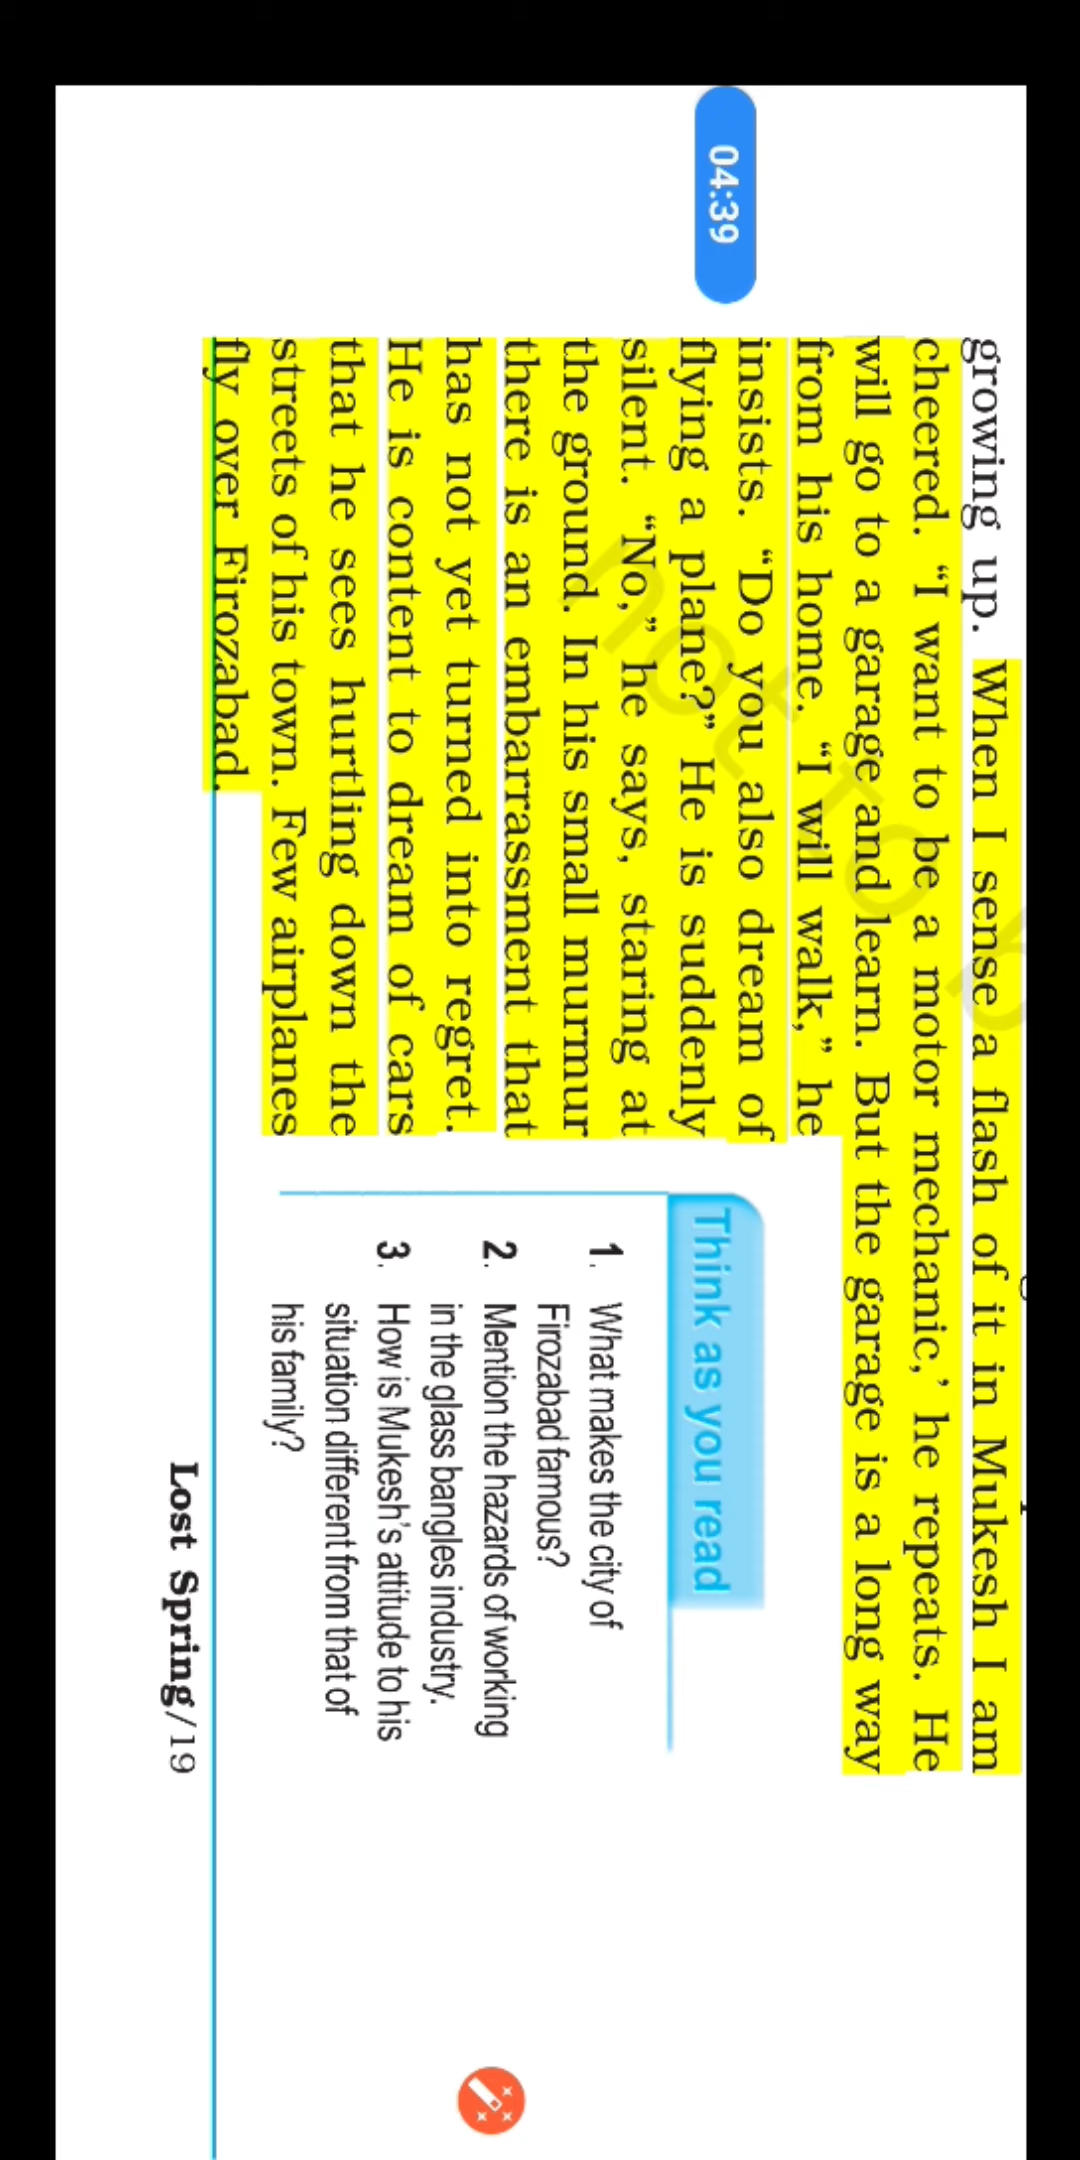 growing up. When I sense a flash of it in Mukesh I am
cheered. “I want to be a motor mechanic,’ he repeats. He
will go to a garage and learn. But the garage is a long way
from his home. “I will walk,” he
insists. “Do you also dream of
flying a plane?” He is suddenly
silent. “No,” he says, staring at
the ground. In his small murmur
there is an embarrassment that
has not yet turned into regret.
He is content to dream of cars
that he sees hurtling down the
streets of his town. Few airplanes
fly over Firozabad.
04:39
not to b
Think as you read
1. What makes the city of
Firozabad famous?
2. Mention the hazards of working
in the glass bangles industry.
3. How is Mukesh’s attitude to his
situation different from that of
his family?
Lost Spring/19